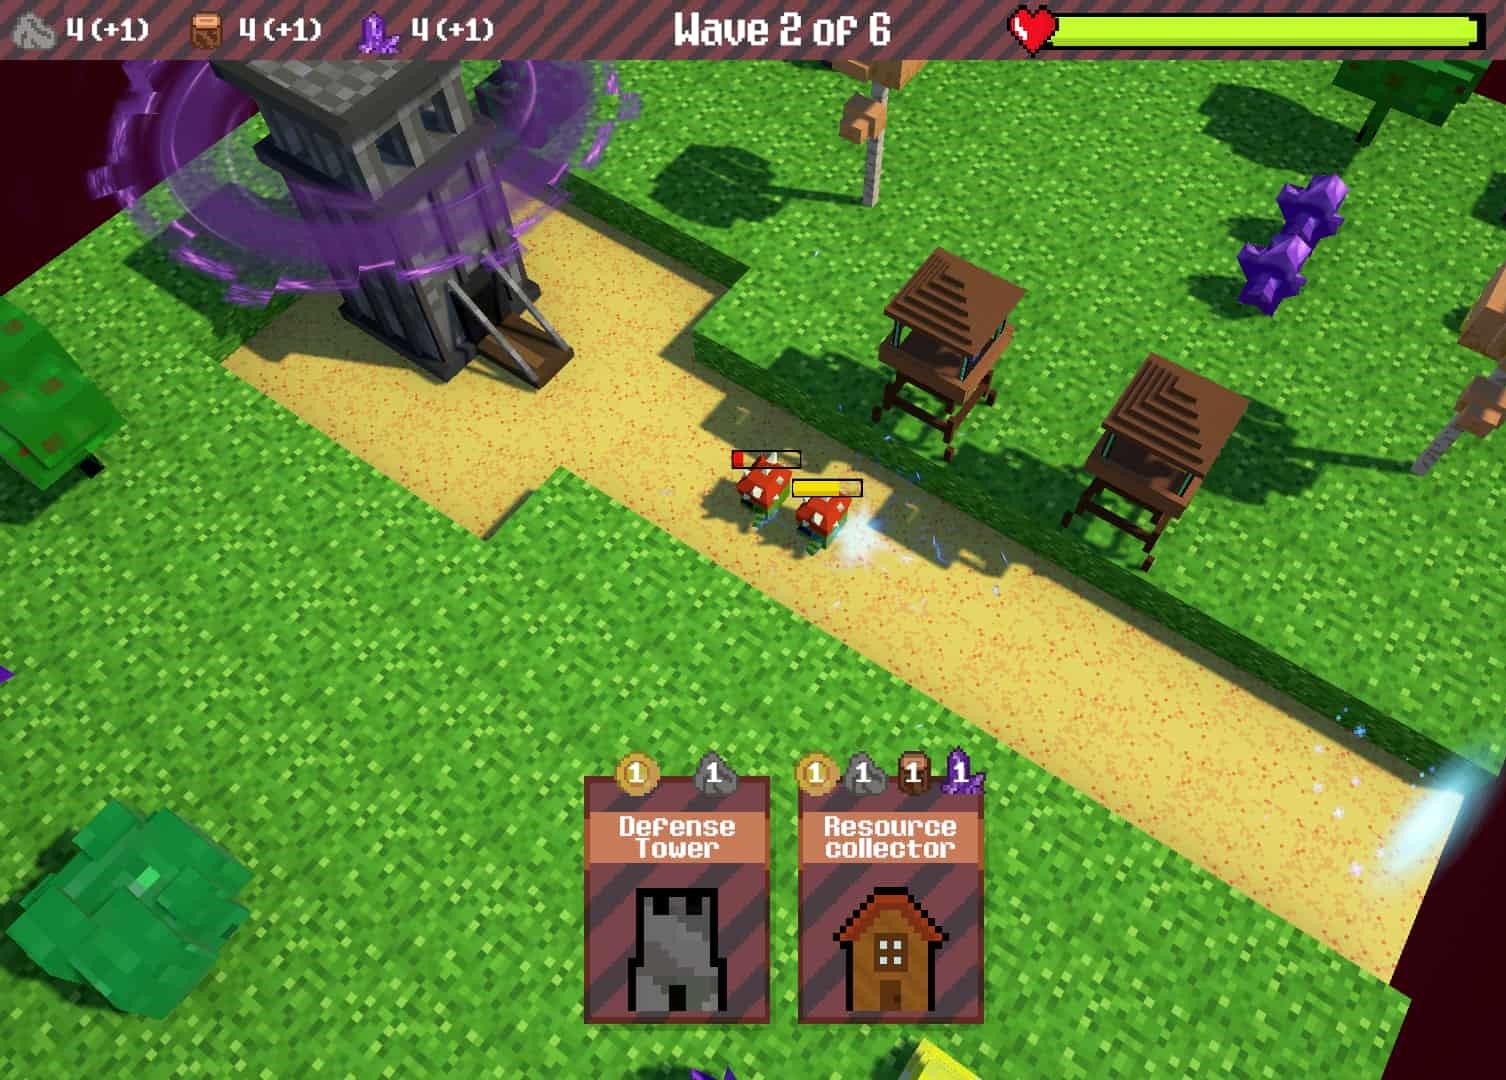 4 (+1) 4 (+1) 4 (+1) Wave 2 of 6
1 1 1 1 1 1
Defense
Tower
Resource
collector